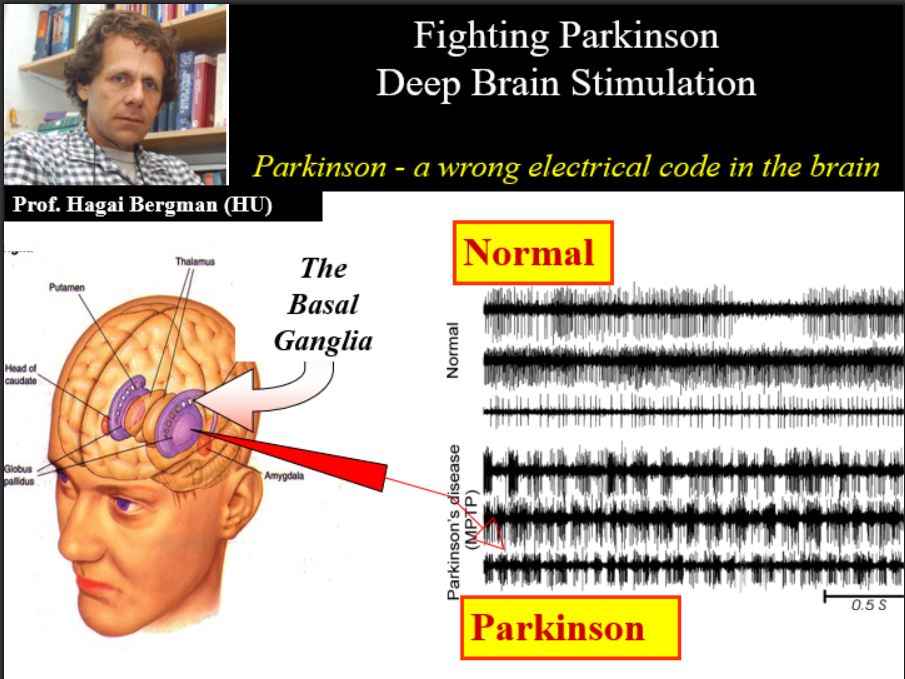 Fighting Parkinson
Deep Brain Stimulation
Parkinson - a wrong electrical code in the brain
Prof. Hagai Bergman (HU)
Thalamus
Putamen
Head of
caudate
Globus
pallidus
Amygdala
The
Basal
Ganglia
Normal
Normal
Parkinson's disease
(MPTP)
0.5 S
Parkinson